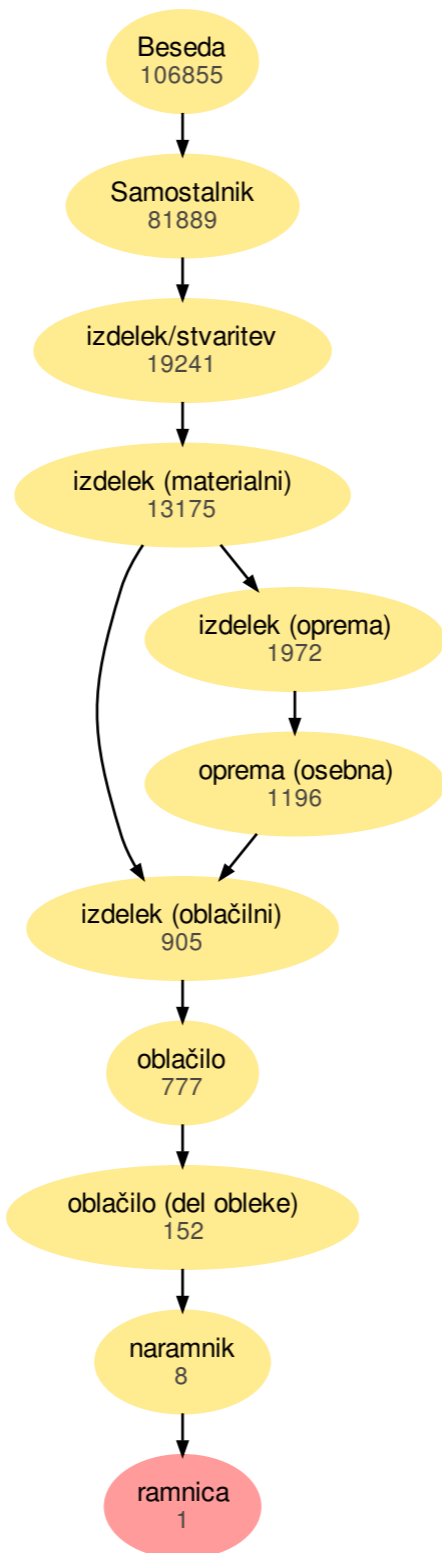 Beseda
106855
Samostalnik
81889
izdelek/stvaritev
19241
izdelek (materialni)
13175
izdelek (oprema)
1972
oprema (osebna)
1196
izdelek (oblačilni)
905
oblačilo
777
oblačilo (del obleke)
152
naramnik
8
ramnica
1